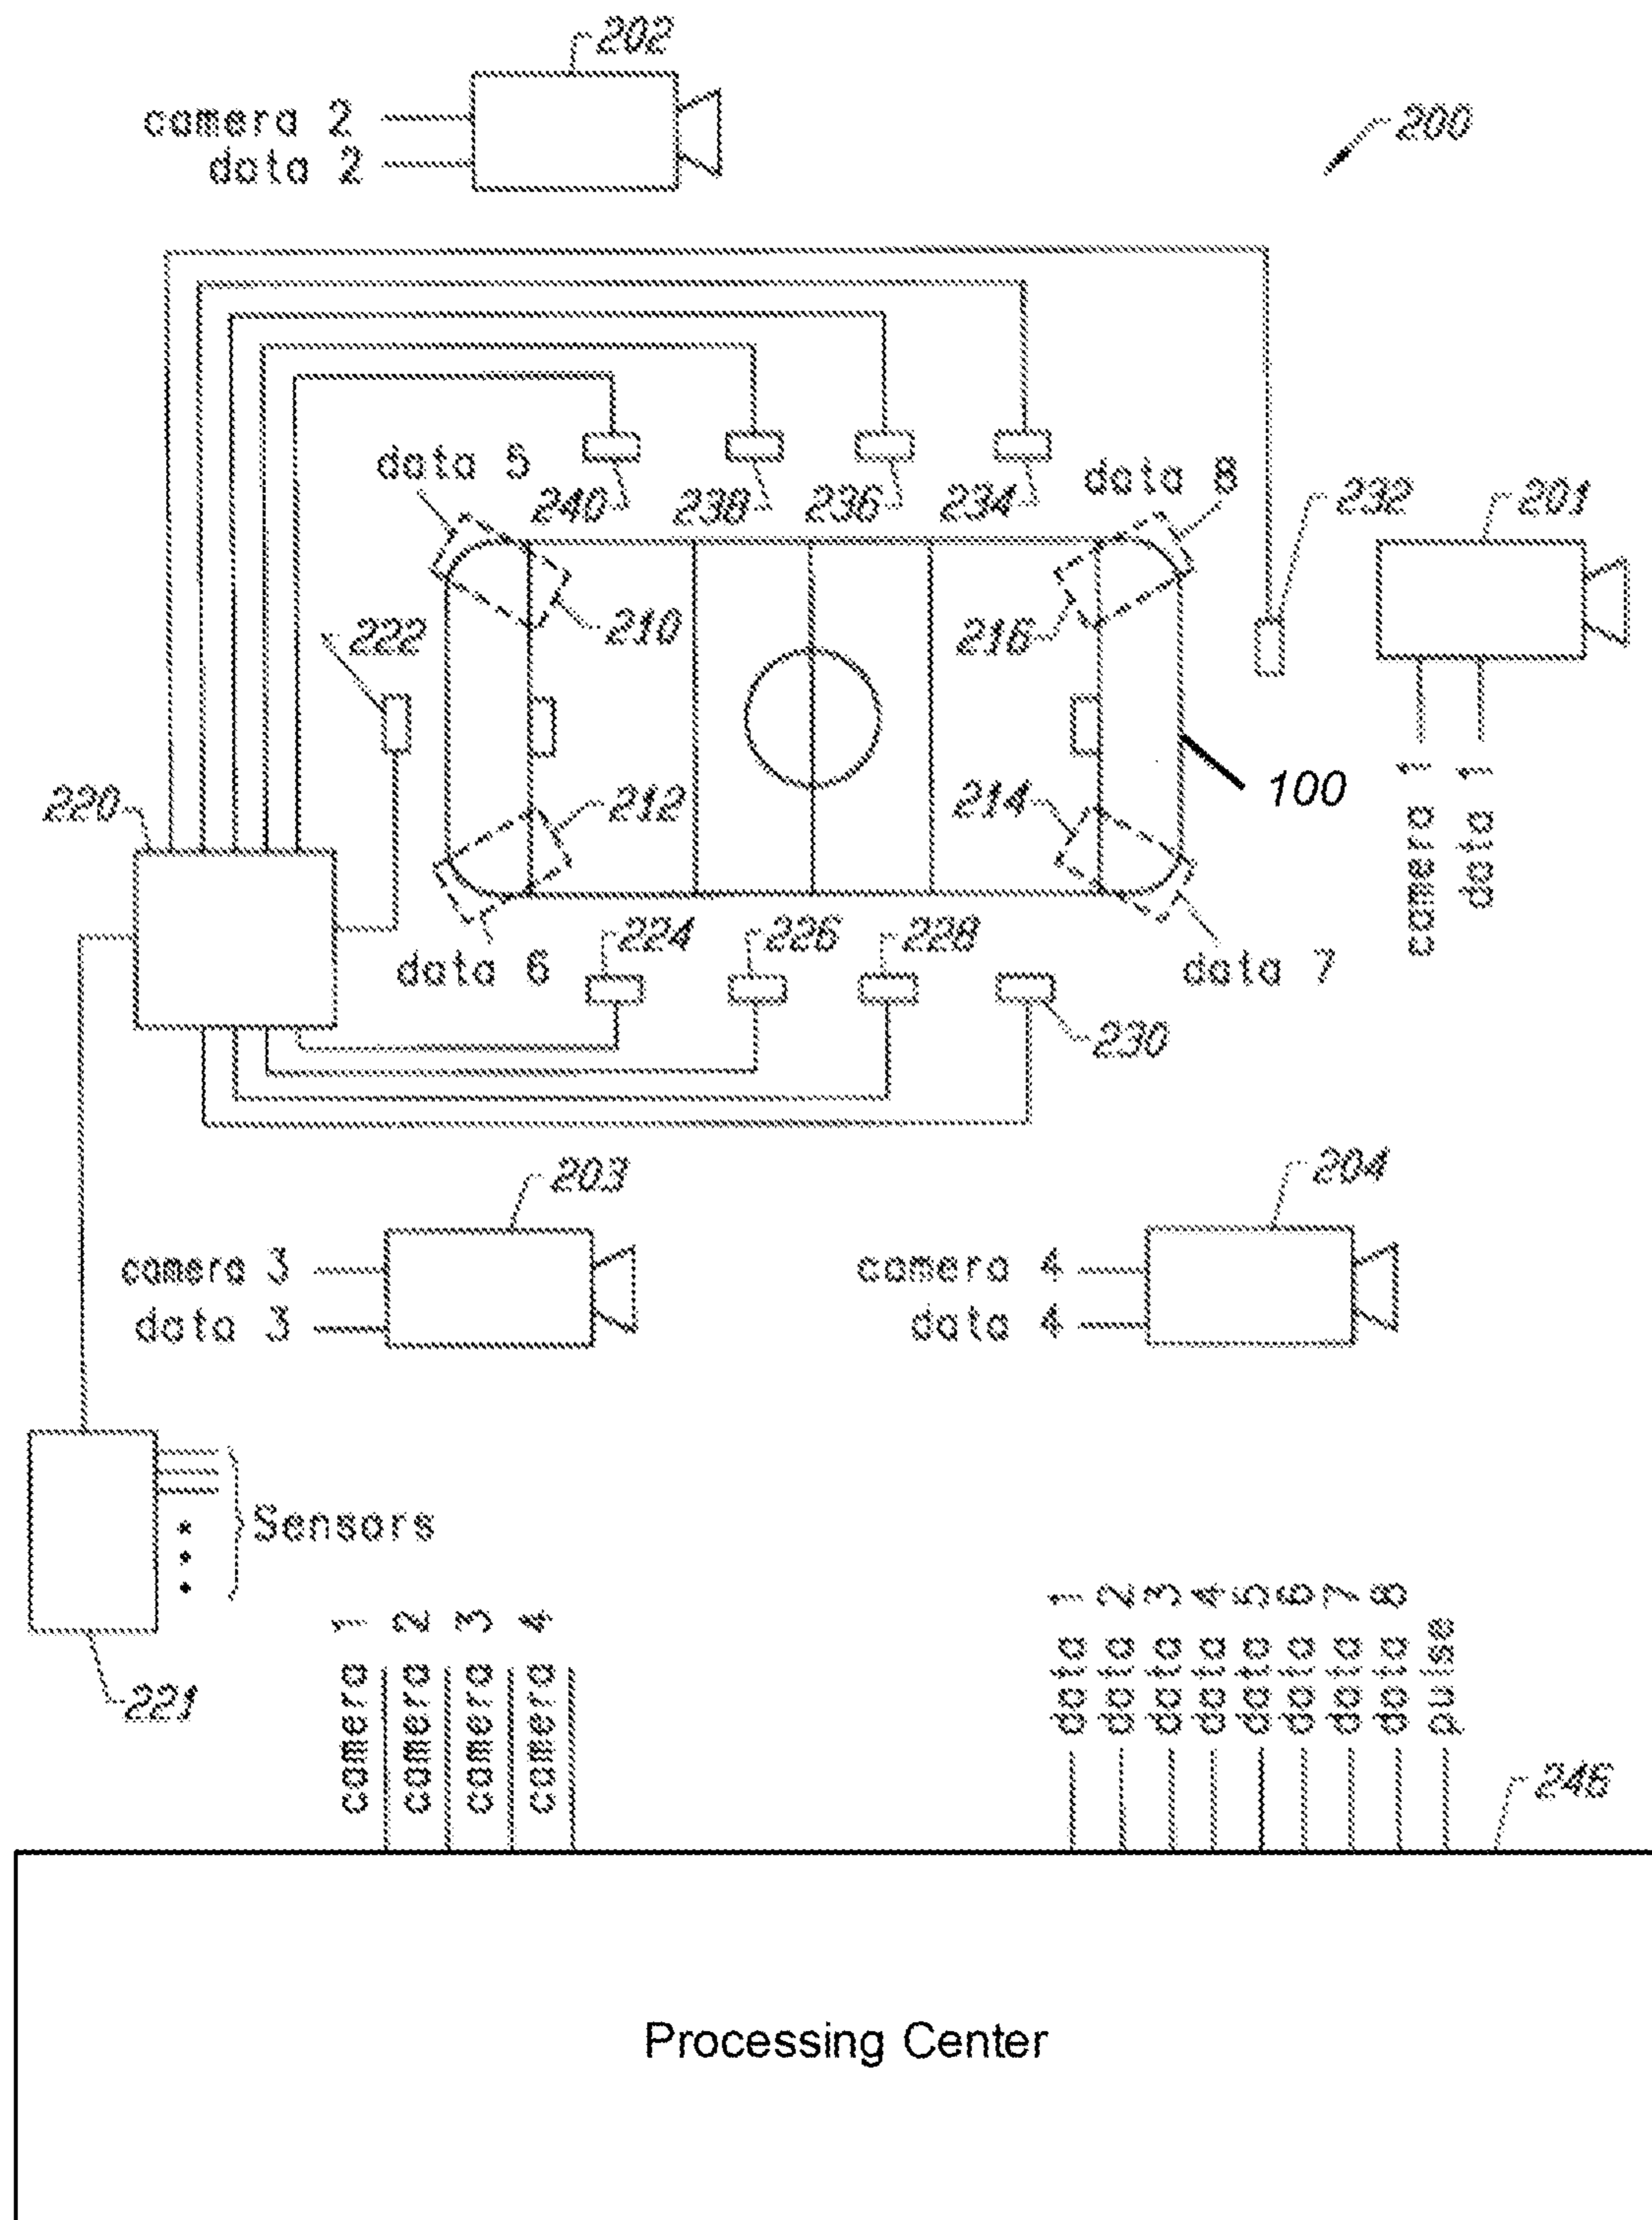 202
camera 2
data 2
200
data 5
240
238
236
234
data 8
232
201
222
210
216
220
212
214
100
camera 1
data 1
224
226
228
data 6
data 7
230
203
204
camera 3
data 3
camera 4
data 4
Sensors
221
camera 1
camera 2
camera 3
camera 4
data 1
data 2
data 3
data 4
data 5
data 6
data 7
data 8
pulse
246
Processing Center